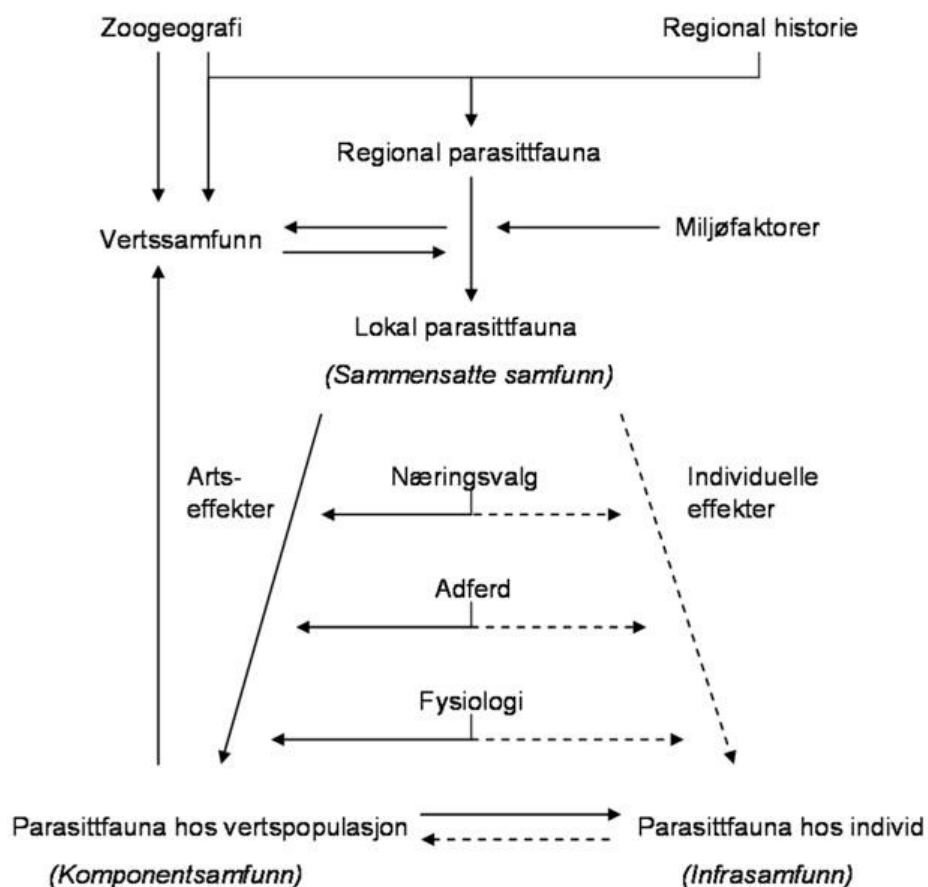 Zoogeografi
Regional historie
Regional parasittfauna
Vertssamfunn
Miljøfaktorer
Lokal parasittfauna
(Sammensatte samfunn)
Arts-
effekter
Næringsvalg
Individuelle
effekter
Adferd
Fysiologi
Parasittfauna hos vertspopulasjon
(Komponentsamfunn)
Parasittfauna hos individ
(Infrasamfunn)